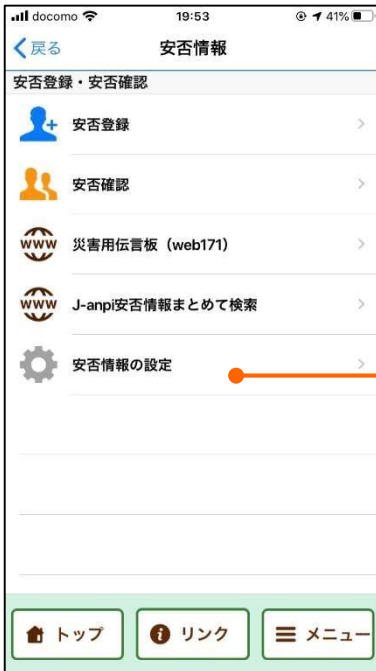 docomo 19:53 41%
戻る 安否情報
安否登録・安否確認
安否登録
安否確認
www 災害用伝言板（web171）
www J-anpi安否情報まとめて検索
安否情報の設定
トップ リンク メニュー